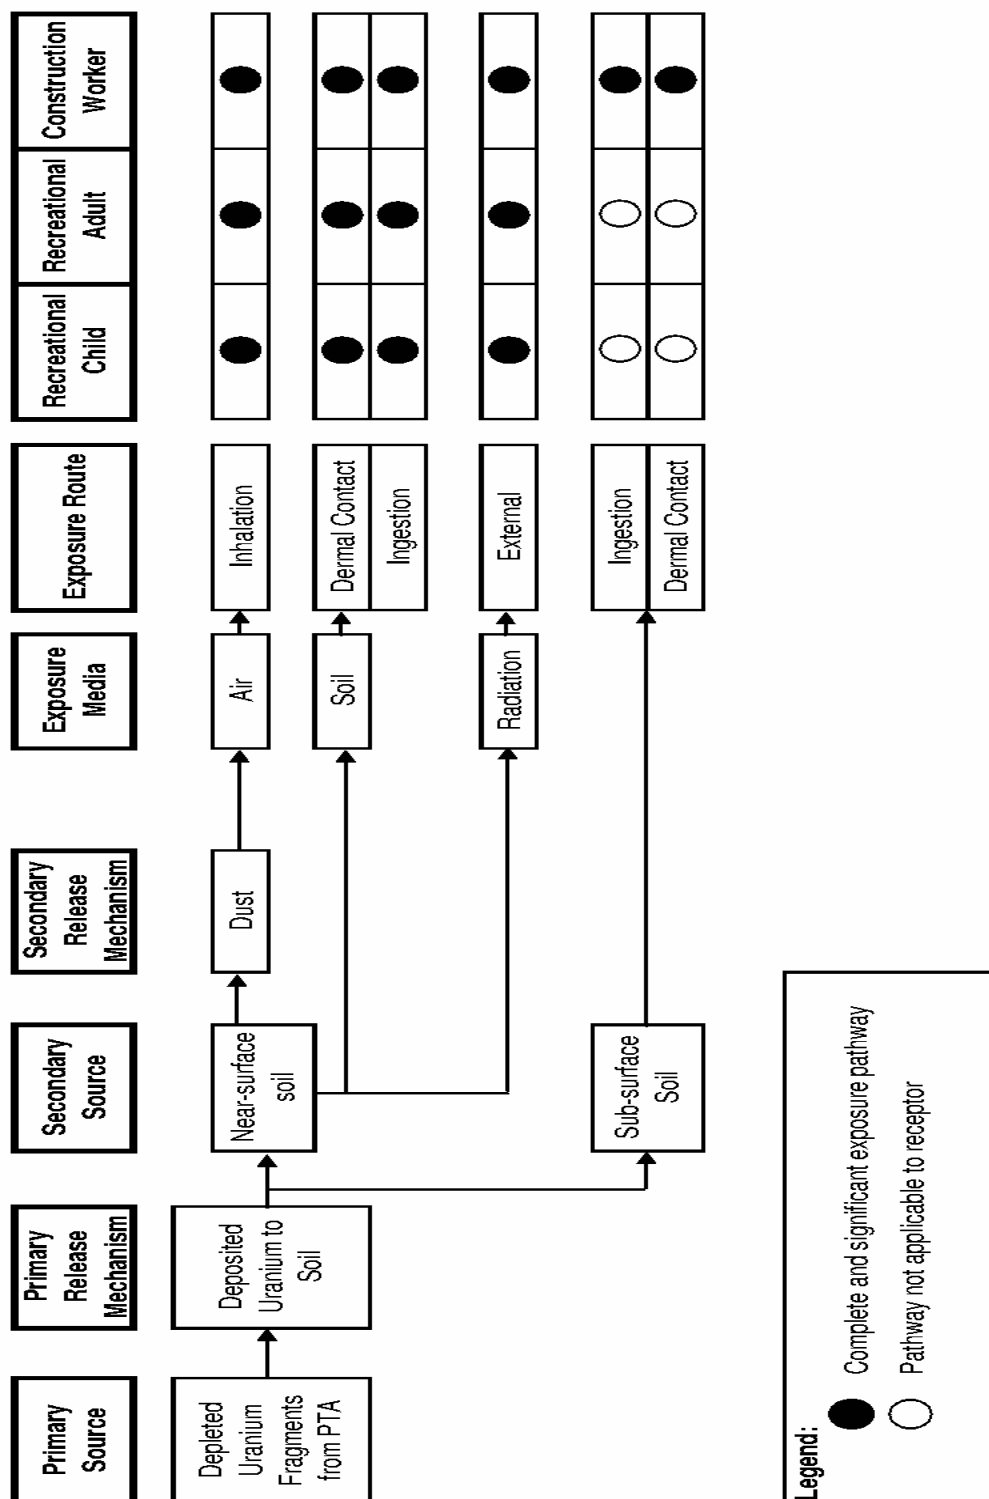 Primary
Source
Primary
Release
Mechanism
Secondary
Source
Secondary
Release
Mechanism
Exposure
Media
Exposure Route
Recreational
Child
Recreational
Adult
Construction
Worker
Depleted
Uranium
Fragments
from PTA
Deposited
Uranium to
Soil
Near-surface
soil
Dust
Air
Inhalation
Soil
Dermal Contact
Ingestion
Radiation
External
Sub-surface
Soil
Ingestion
Dermal Contact
Legend:
Complete and significant exposure pathway
Pathway not applicable to receptor